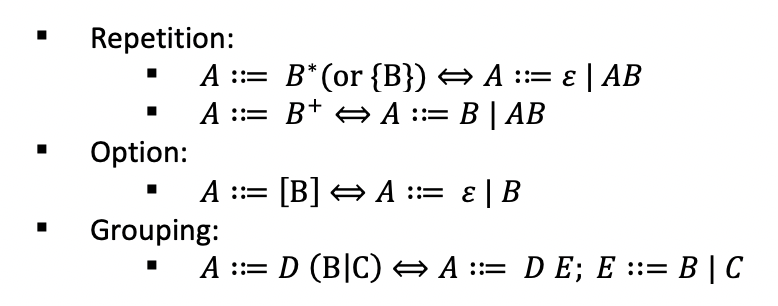 ▪ Repetition:
▪ A ::= B*(or {B}) ⟺ A ::= ε | AB
▪ A ::= B⁺ ⟺ A ::= B | AB
▪ Option:
▪ A ::= [B] ⟺ A ::= ε | B
▪ Grouping:
▪ A ::= D (B|C) ⟺ A ::= D E; E ::= B | C